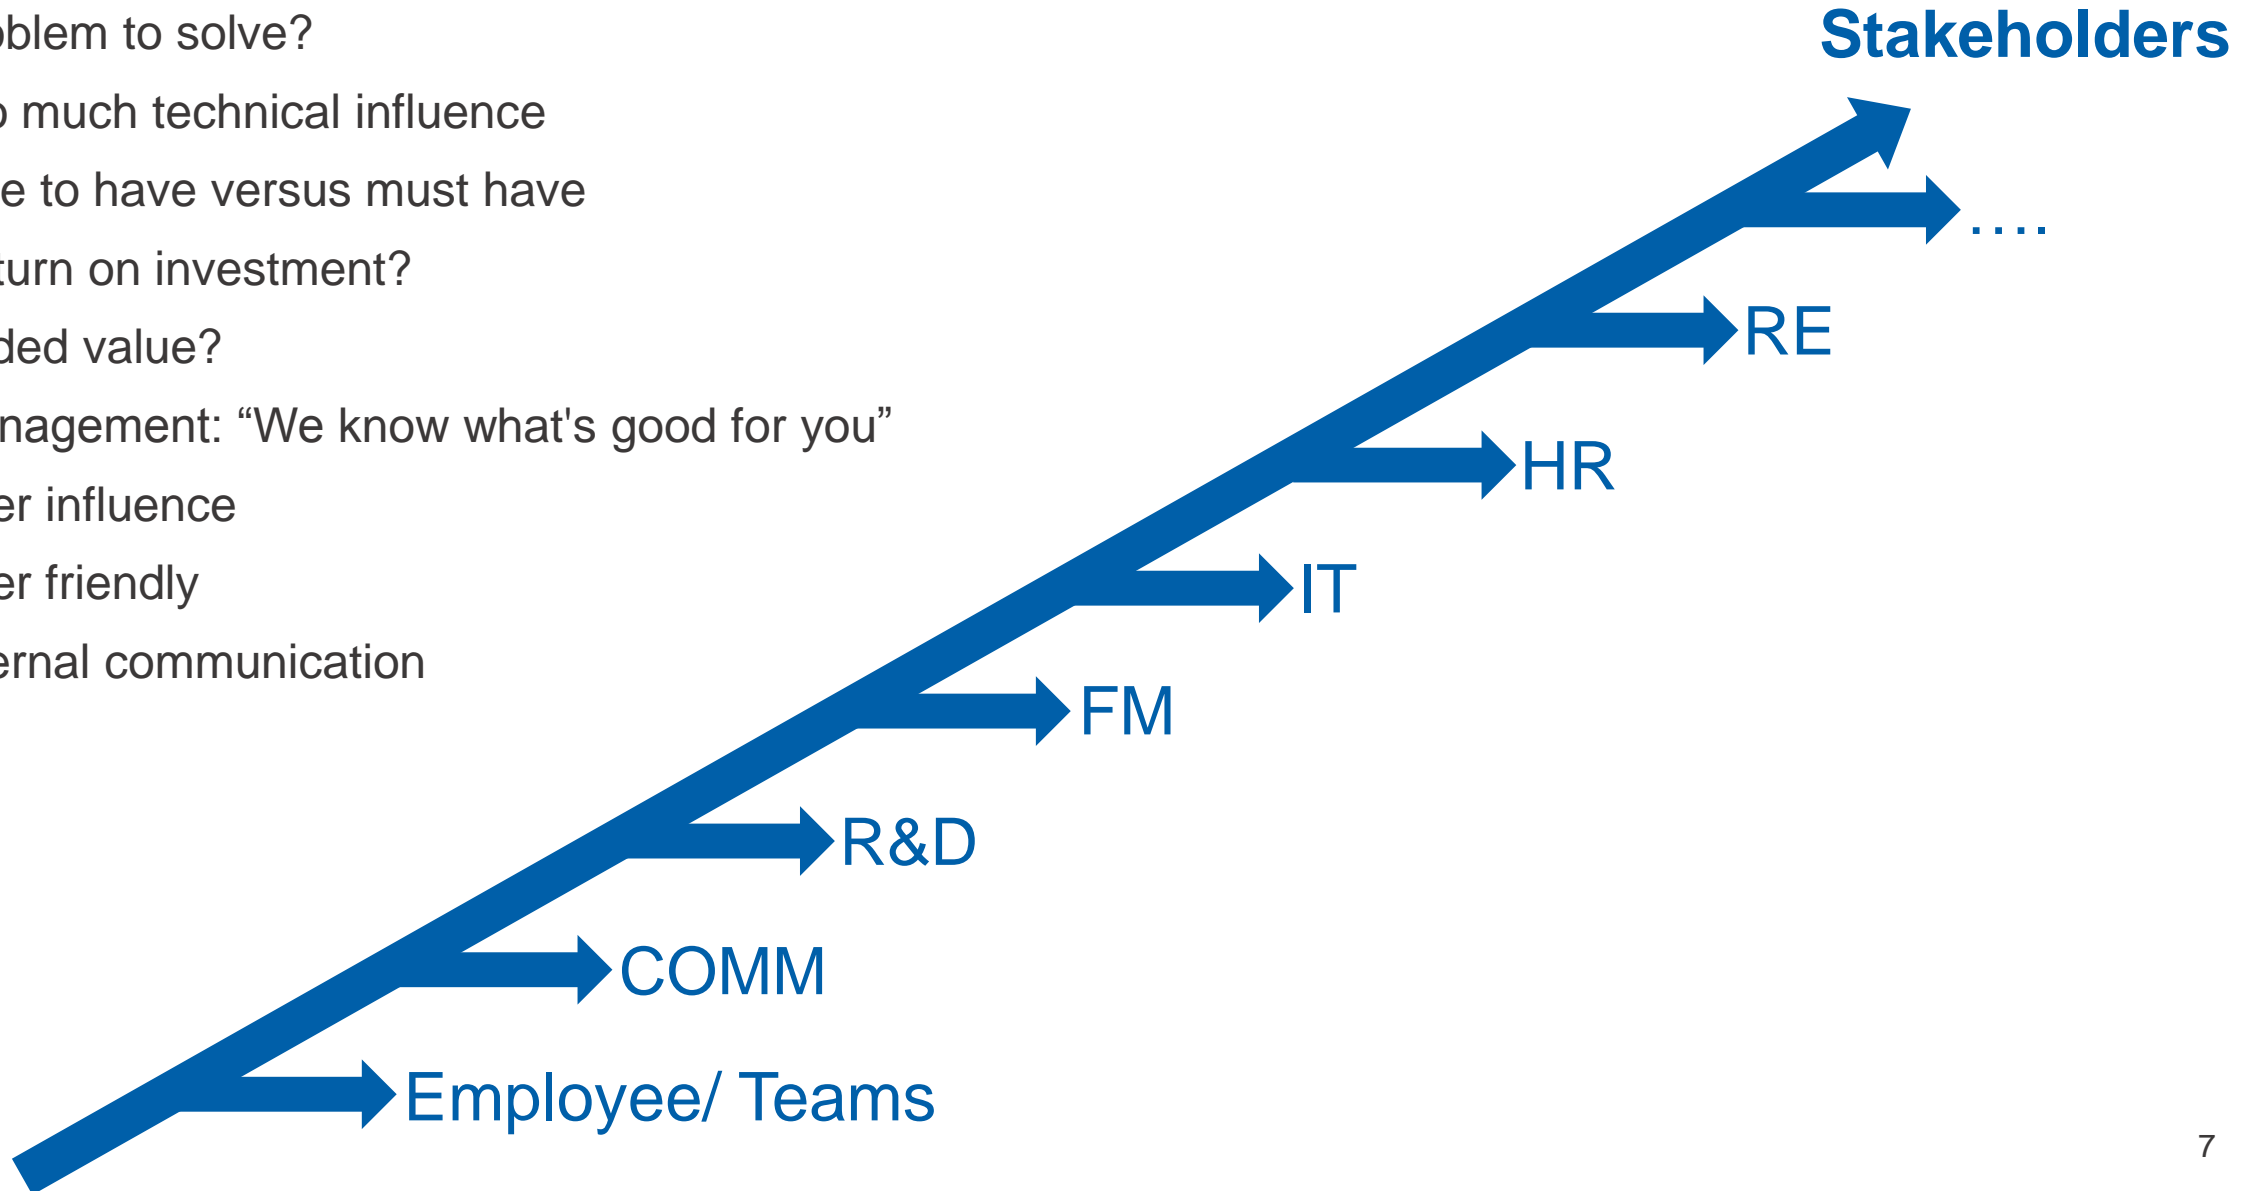 oblem to solve?
o much technical influence
e to have versus must have
turn on investment?
ded value?
nagement: “We know what's good for you”
er influence
er friendly
ernal communication
Stakeholders
....
RE
HR
IT
FM
R&D
COMM
Employee/ Teams
7